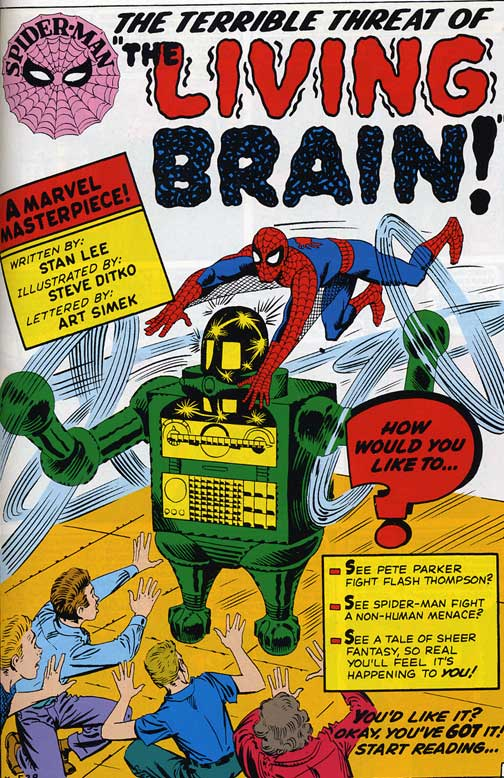 SPIDER-MAN
THE TERRIBLE THREAT OF
"THE
LIVING
BRAIN!"
A MARVEL
MASTERPIECE!
WRITTEN BY:
STAN LEE
ILLUSTRATED BY:
STEVE DITKO
LETTERED BY:
ART SIMEK
HOW
WOULD YOU
LIKE TO...
?
SEE PETE PARKER
FIGHT FLASH THOMPSON?
SEE SPIDER-MAN FIGHT
A NON-HUMAN MENACE?
SEE A TALE OF SHEER
FANTASY, SO REAL
YOU'LL FEEL IT'S
HAPPENING TO YOU!
YOU'D LIKE IT?
OKAY, YOU'VE GOT IT!
START READING...